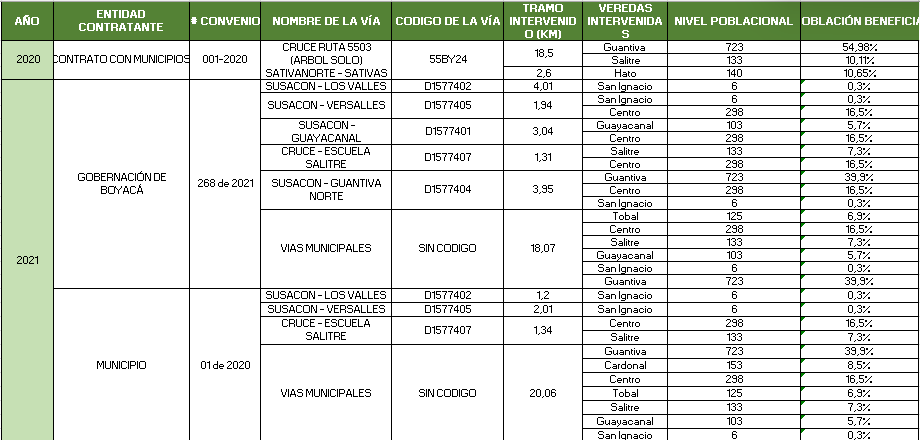 AÑO ENTIDAD CONTRATANTE # CONVENIO NOMBRE DE LA VÍA CODIGO DE LA VÍA TRAMO INTERVENIDO (KM) VEREDAS INTERVENIDAS NIVEL POBLACIONAL OBLACIÓN BENEFICIA
2020 CONTRATO CON MUNICIPIOS 001-2020 CRUCE RUTA 5503 (ARBOL SOLO) SATIVANORTE - SATIVAS 55BY24 18,5 Guantiva 723 54,98%
Salitre 133 10,11%
2,6 Hato 140 10,65%
2021 GOBERNACIÓN DE BOYACÁ 268 de 2021 SUSACON - LOS VALLES D1577402 4,01 San Ignacio 6 0,3%
SUSACON - VERSALLES D1577405 1,94 San Ignacio 6 0,3%
Centro 298 16,5%
SUSACON - GUAYACANAL D1577401 3,04 Guayacanal 103 5,7%
Centro 298 16,5%
CRUCE - ESCUELA SALITRE D1577407 1,31 Salitre 133 7,3%
Centro 298 16,5%
SUSACON - GUANTIVA NORTE D1577404 3,95 Guantiva 723 39,9%
Centro 298 16,5%
San Ignacio 6 0,3%
VIAS MUNICIPALES SIN CODIGO 18,07 Tobal 125 6,9%
Centro 298 16,5%
Salitre 133 7,3%
Guayacanal 103 5,7%
San Ignacio 6 0,3%
Guantiva 723 39,9%
MUNICIPIO 01 de 2020 SUSACON - LOS VALLES D1577402 1,2 San Ignacio 6 0,3%
SUSACON - VERSALLES D1577405 2,01 San Ignacio 6 0,3%
CRUCE - ESCUELA SALITRE D1577407 1,34 Centro 298 16,5%
Salitre 133 7,3%
VIAS MUNICIPALES SIN CODIGO 20,06 Guantiva 723 39,9%
Cardonal 153 8,5%
Centro 298 16,5%
Tobal 125 6,9%
Salitre 133 7,3%
Guayacanal 103 5,7%
San Ignacio 6 0,3%